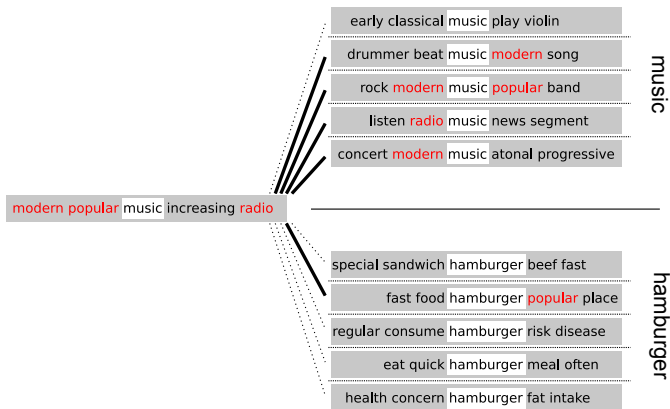 early classical music play violin
drummer beat music modern song
rock modern music popular band
listen radio music news segment
concert modern music atonal progressive
music
modern popular music increasing radio
special sandwich hamburger beef fast
fast food hamburger popular place
regular consume hamburger risk disease
eat quick hamburger meal often
health concern hamburger fat intake
hamburger